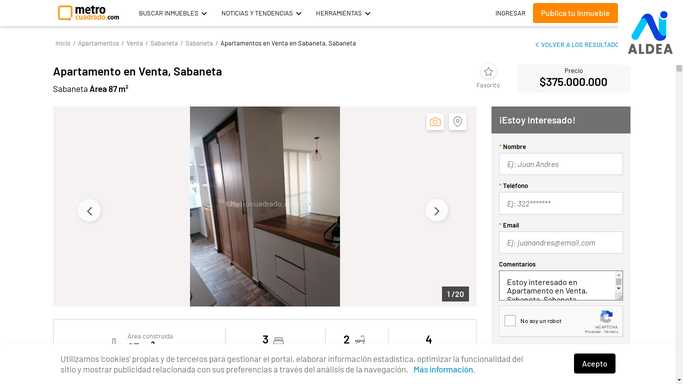 metro
cuadrado.com
BUSCAR INMUEBLES
NOTICIAS Y TENDENCIAS
HERRAMIENTAS
INGRESAR
Publica tu Inmueble
AI
ALDEA
Inicio / Apartamentos / Venta / Sabaneta / Sabaneta / Apartamentos en Venta en Sabaneta, Sabaneta
VOLVER A LOS RESULTADO
Apartamento en Venta, Sabaneta
Sabaneta Área 87 m²
Favorito
Precio
$375.000.000
1 /20
¡Estoy Interesado!
* Nombre
Ej: Juan Andres
* Teléfono
Ej: 322*******
* Email
Ej: juanandres@email.com
Comentarios
Estoy interesado en
Apartamento en Venta,
Sabaneta, Sabaneta
No soy un robot
reCAPTCHA
Privacidad - Términos
Área construida
3
2
4
Utilizamos 'cookies' propias y de terceros para gestionar el portal, elaborar información estadística, optimizar la funcionalidad del
sitio y mostrar publicidad relacionada con sus preferencias a través del análisis de la navegación. Más información.
Acepto